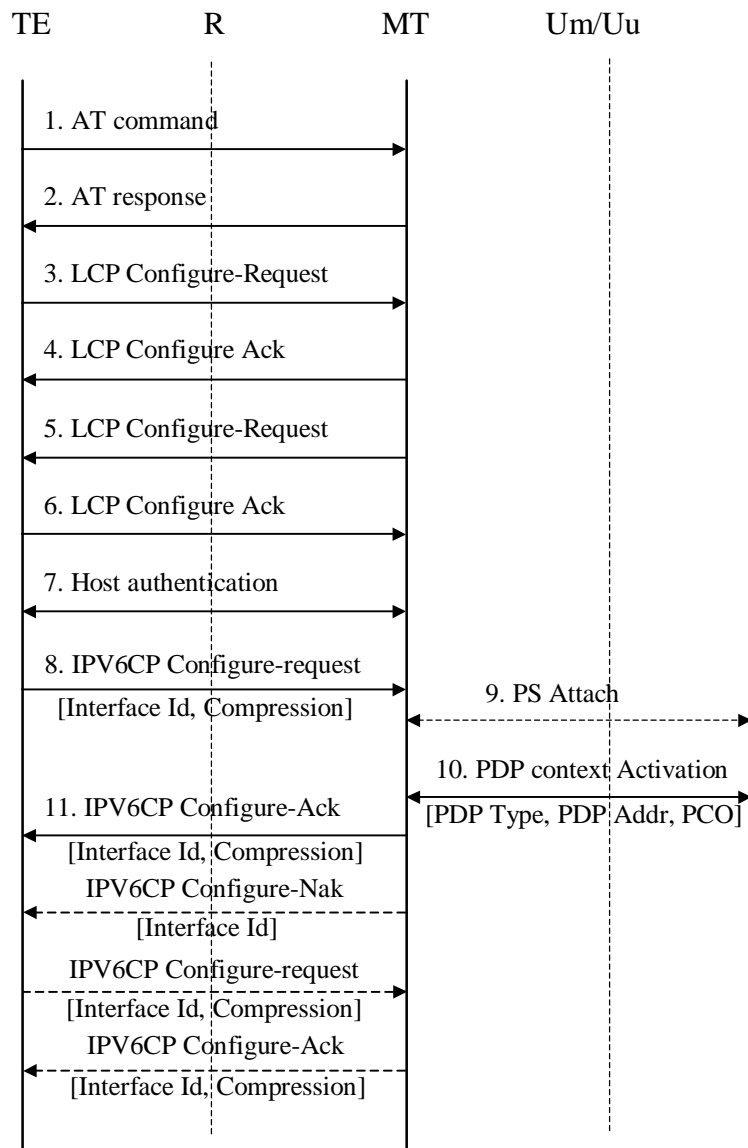 TE R MT Um/Uu
1. AT command
2. AT response
3. LCP Configure-Request
4. LCP Configure Ack
5. LCP Configure-Request
6. LCP Configure Ack
7. Host authentication
8. IPV6CP Configure-request
[Interface Id, Compression]
9. PS Attach
10. PDP context Activation
[PDP Type, PDP Addr, PCO]
11. IPV6CP Configure-Ack
[Interface Id, Compression]
IPV6CP Configure-Nak
[Interface Id]
IPV6CP Configure-request
[Interface Id, Compression]
IPV6CP Configure-Ack
[Interface Id, Compression]